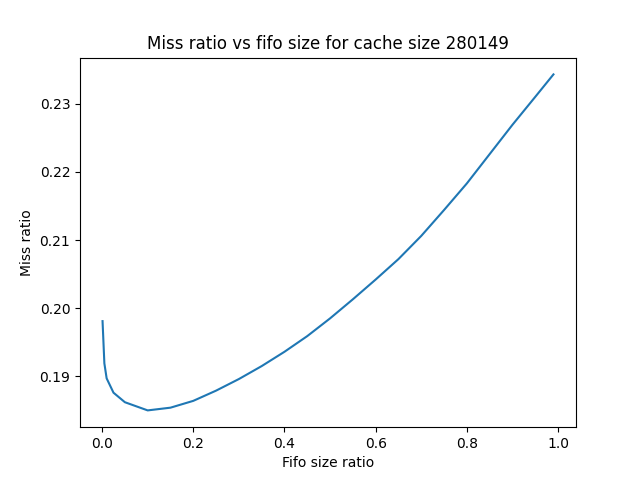 Miss ratio vs fifo size for cache size 280149
0.23
0.22
0.21
0.20
0.19
Miss ratio
0.0 0.2 0.4 0.6 0.8 1.0
Fifo size ratio